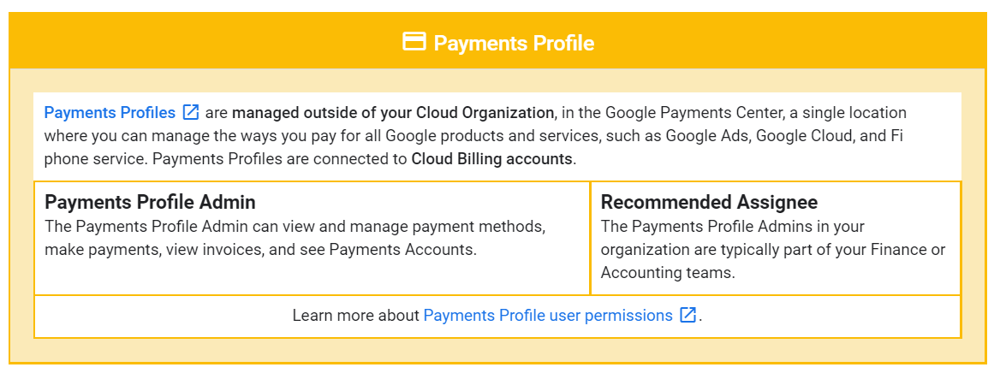 Payments Profile
Payments Profiles are managed outside of your Cloud Organization, in the Google Payments Center, a single location
where you can manage the ways you pay for all Google products and services, such as Google Ads, Google Cloud, and Fi
phone service. Payments Profiles are connected to Cloud Billing accounts.
Payments Profile Admin
The Payments Profile Admin can view and manage payment methods,
make payments, view invoices, and see Payments Accounts.
Recommended Assignee
The Payments Profile Admins in your
organization are typically part of your Finance or
Accounting teams.
Learn more about Payments Profile user permissions .